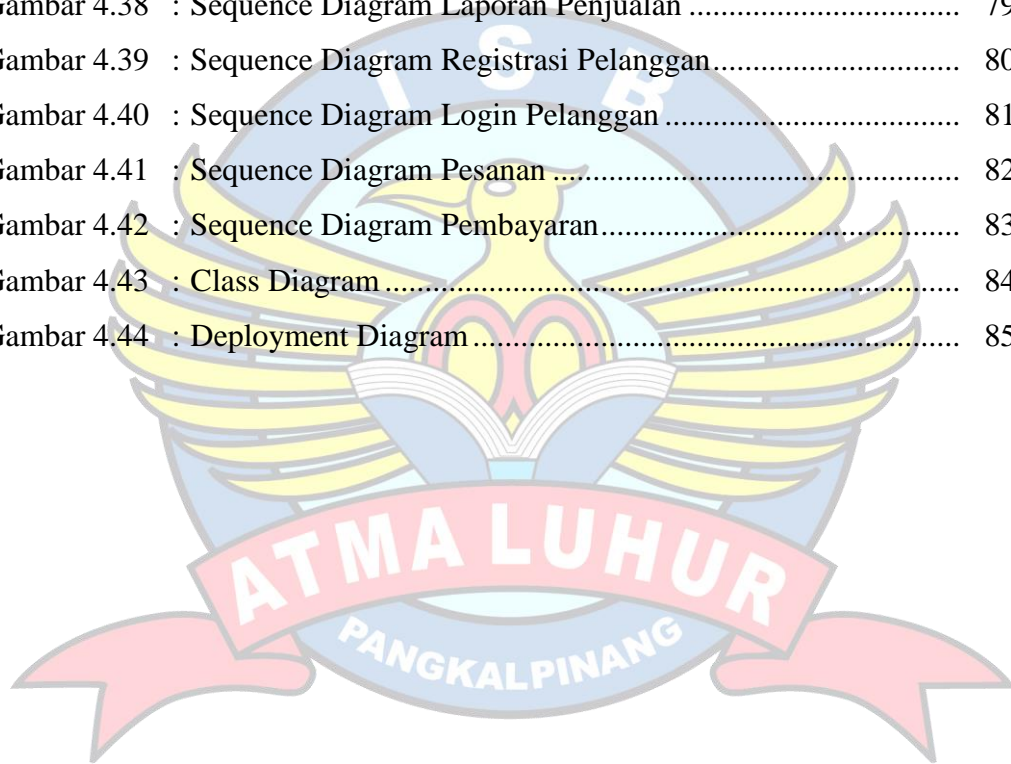 Gambar 4.38 : Sequence Diagram Laporan Penjualan ................................ 79
Gambar 4.39 : Sequence Diagram Registrasi Pelanggan............................. 80
Gambar 4.40 : Sequence Diagram Login Pelanggan ................................... 81
Gambar 4.41 : Sequence Diagram Pesanan ................................................ 82
Gambar 4.42 : Sequence Diagram Pembayaran.......................................... 83
Gambar 4.43 : Class Diagram .................................................................... 84
Gambar 4.44 : Deployment Diagram .......................................................... 85
I S B
ATMA LUHUR
PANGKALPINANG